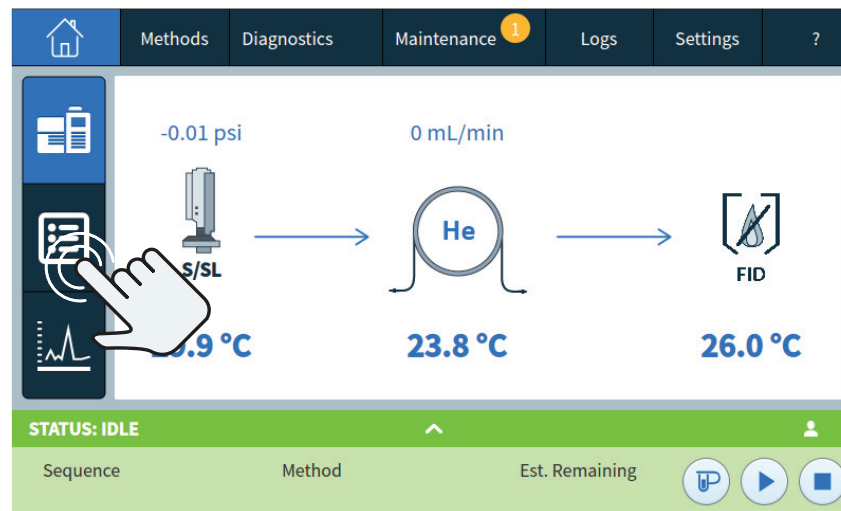 Methods Diagnostics Maintenance 1 Logs Settings ?
-0.01 psi 0 mL/min
He
S/SL
FID
.9 °C 23.8 °C 26.0 °C
STATUS: IDLE
Sequence Method Est. Remaining